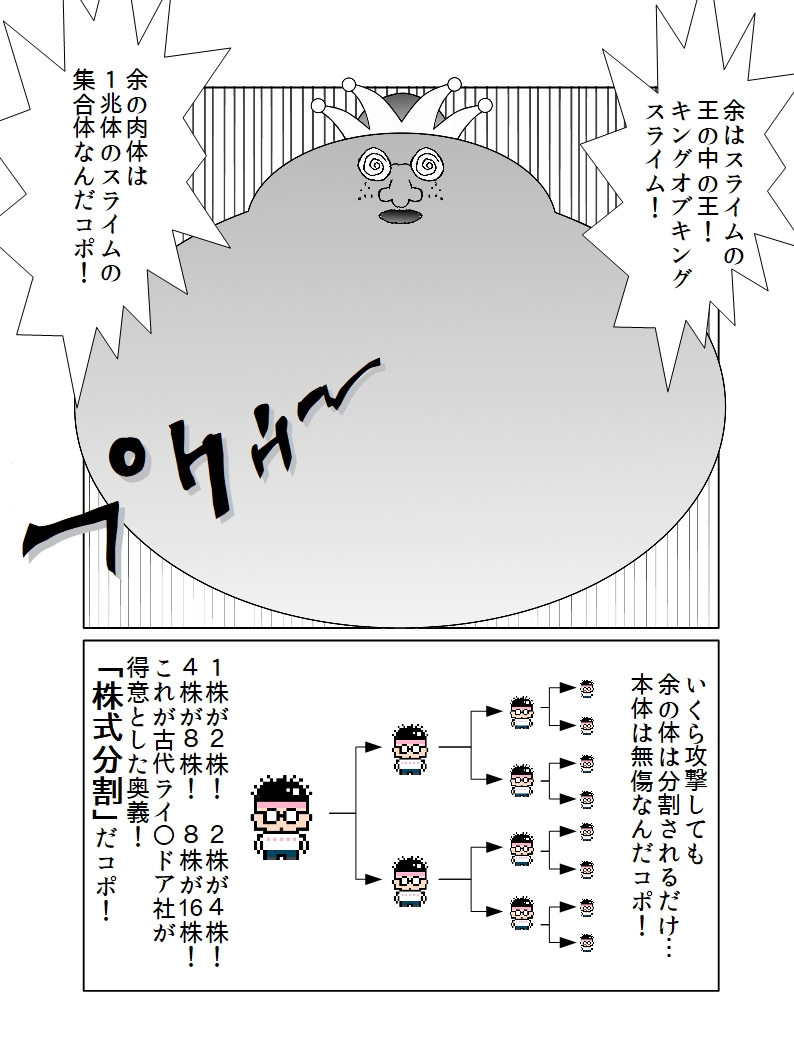 余はスライムの
王の中の王！
キングオブキング
スライム！
余の肉体は
１兆体のスライムの
集合体なんだコポ！
いくら攻撃しても
余の体は分割されるだけ…
本体は無傷なんだコポ！
１株が２株！　２株が４株！
４株が８株！　８株が16株！
これが古代ライ〇ドア社が
得意とした奥義！
「株式分割」だコポ！